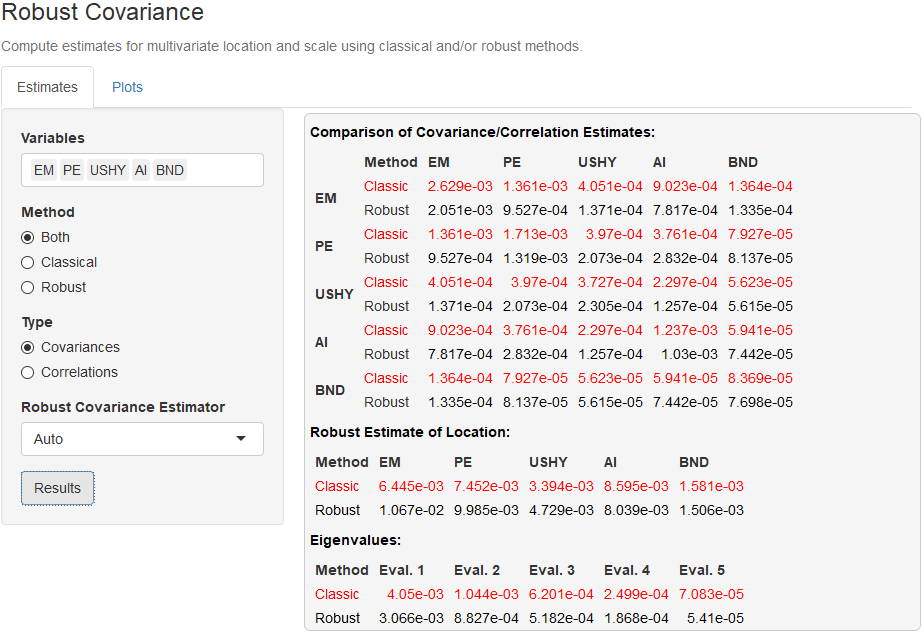 Robust Covariance
Compute estimates for multivariate location and scale using classical and/or robust methods.
Estimates Plots
Variables
EM PE USHY AI BND
Method
Both
Classical
Robust
Type
Covariances
Correlations
Robust Covariance Estimator
Auto
Results
Comparison of Covariance/Correlation Estimates:
Method EM PE USHY AI BND
EM
Classic 2.629e-03 1.361e-03 4.051e-04 9.023e-04 1.364e-04
Robust 2.051e-03 9.527e-04 1.371e-04 7.817e-04 1.335e-04
PE
Classic 1.361e-03 1.713e-03 3.97e-04 3.761e-04 7.927e-05
Robust 9.527e-04 1.319e-03 2.073e-04 2.832e-04 8.137e-05
USHY
Classic 4.051e-04 3.97e-04 3.727e-04 2.297e-04 5.623e-05
Robust 1.371e-04 2.073e-04 2.305e-04 1.257e-04 5.615e-05
AI
Classic 9.023e-04 3.761e-04 2.297e-04 1.237e-03 5.941e-05
Robust 7.817e-04 2.832e-04 1.257e-04 1.03e-03 7.442e-05
BND
Classic 1.364e-04 7.927e-05 5.623e-05 5.941e-05 8.369e-05
Robust 1.335e-04 8.137e-05 5.615e-05 7.442e-05 7.698e-05
Robust Estimate of Location:
Method EM PE USHY AI BND
Classic 6.445e-03 7.452e-03 3.394e-03 8.595e-03 1.581e-03
Robust 1.067e-02 9.985e-03 4.729e-03 8.039e-03 1.506e-03
Eigenvalues:
Method Eval. 1 Eval. 2 Eval. 3 Eval. 4 Eval. 5
Classic 4.05e-03 1.044e-03 6.201e-04 2.499e-04 7.083e-05
Robust 3.066e-03 8.827e-04 5.182e-04 1.868e-04 5.41e-05